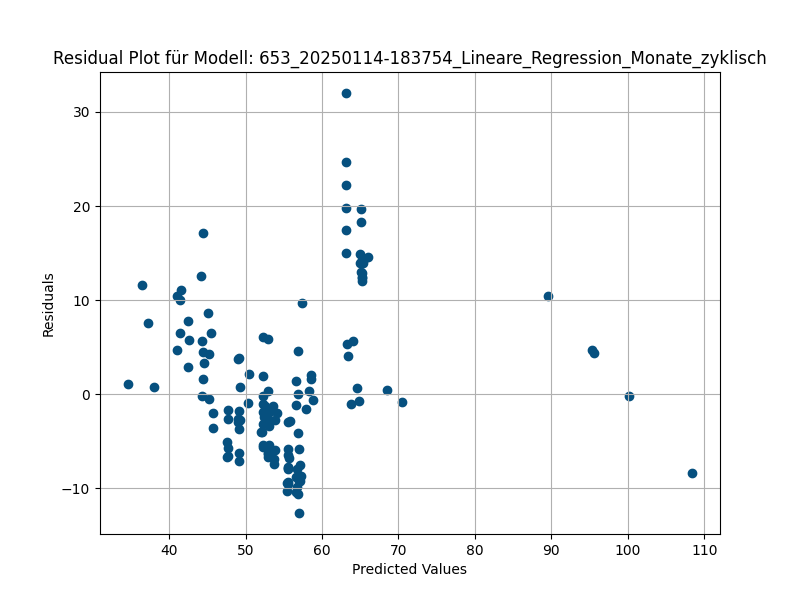 Residual Plot für Modell: 653_20250114-183754_Lineare_Regression_Monate_zyklisch
Residuals
30
20
10
0
−10
40 50 60 70 80 90 100 110
Predicted Values